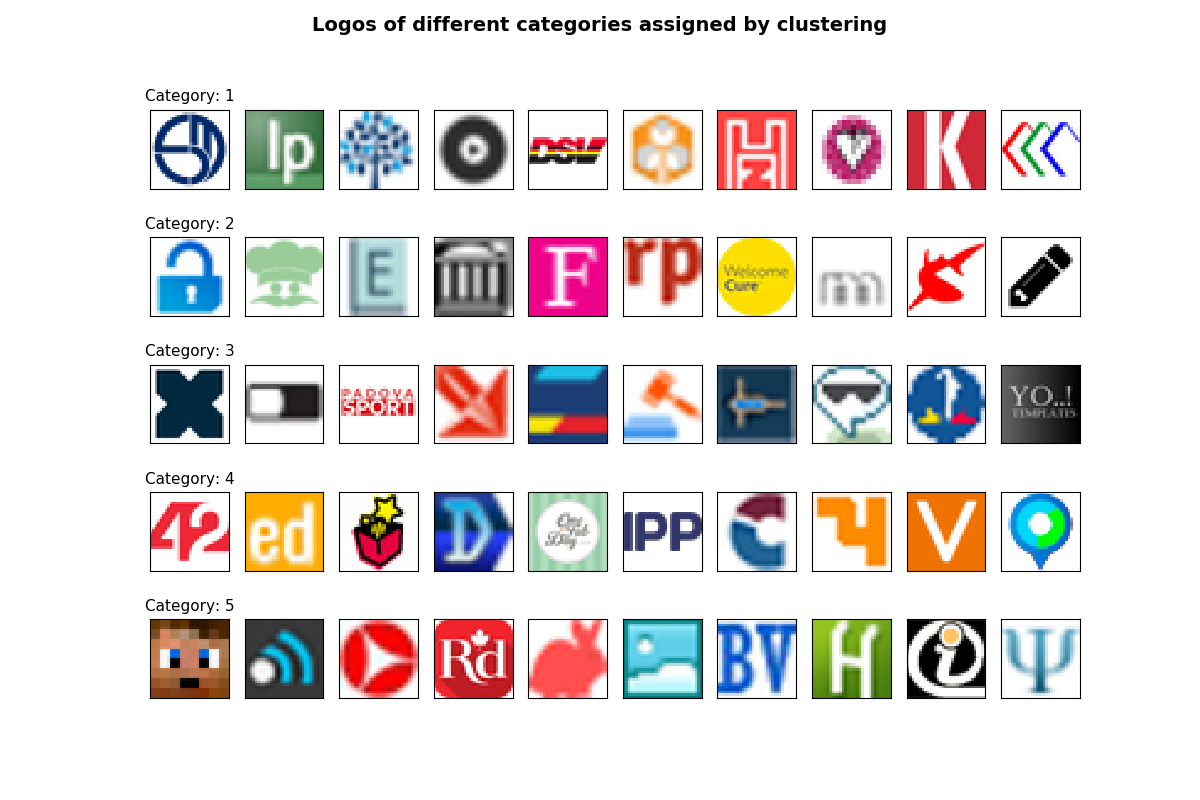 Logos of different categories assigned by clustering
Category: 1
lp
DSV
H
Z
K
Category: 2
E
F
rp
Welcome
Cure
m
Category: 3
PADOVA
SPORT
YO..!
TEMPLATES
Category: 4
42
ed
D
IPP
C
V
Category: 5
Rd
BV
H
i
Ψ